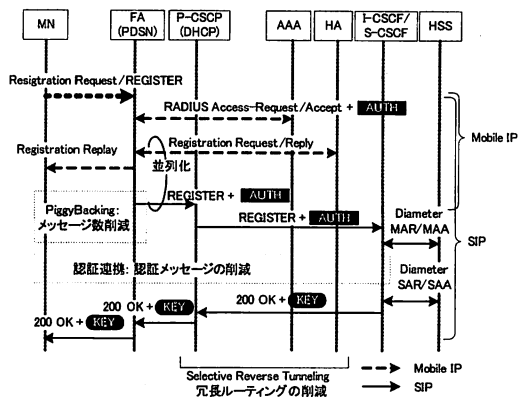 MN
FA
(PDSN)
P-CSCP
(DHCP)
AAA
HA
I-CSCF/
S-CSCF
HSS
Resigtration Request/REGISTER
RADIUS Access-Request/Accept + AUTH
Registration Request/Reply
Registration Replay
並列化
Mobile IP
REGISTER + AUTH
PiggyBacking:
メッセージ数削減
REGISTER + AUTH
Diameter
MAR/MAA
SIP
認証連携: 認証メッセージの削減
Diameter
SAR/SAA
200 OK + KEY
200 OK + KEY
200 OK + KEY
Selective Reverse Tunneling
冗長ルーティングの削減
Mobile IP
SIP